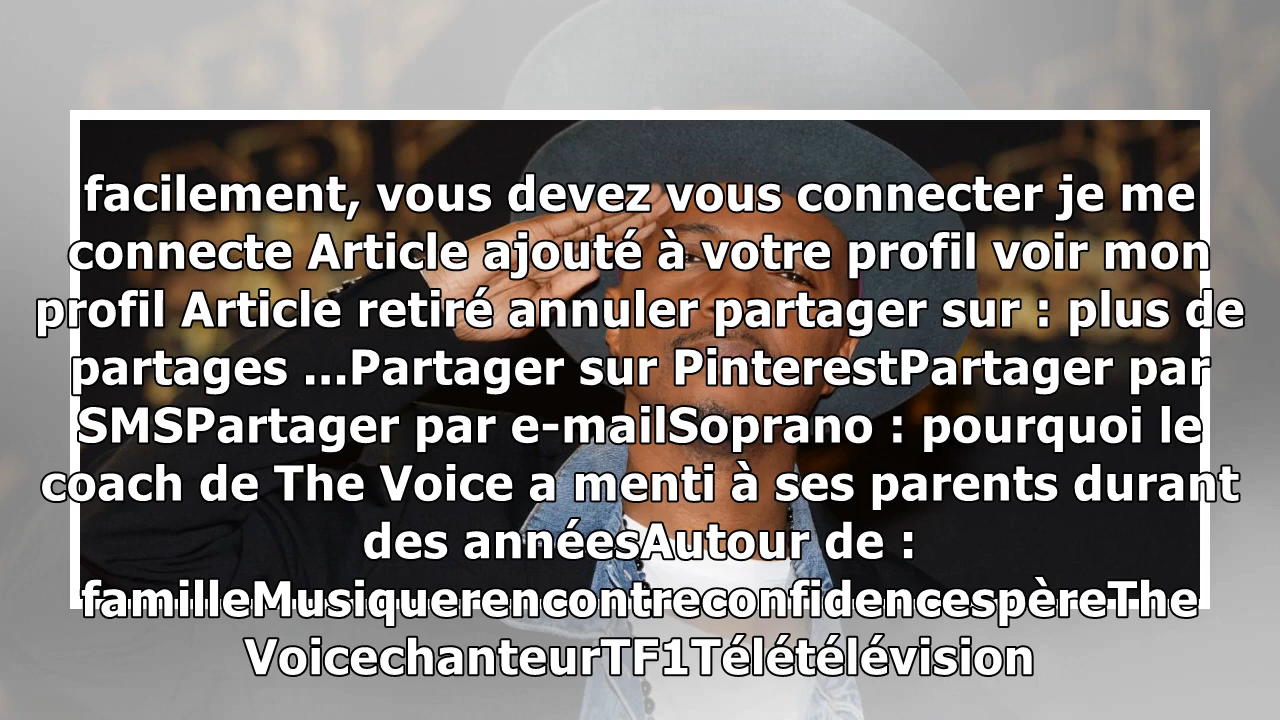 facilement, vous devez vous connecter je me
connecte Article ajouté à votre profil voir mon
profil Article retiré annuler partager sur : plus de
partages ...Partager sur PinterestPartager par
SMSPartager par e-mailSoprano : pourquoi le
coach de The Voice a menti à ses parents durant
des annéesAutour de :
familleMusiquerencontreconfidencespèreThe
VoicechanteurTF1Télétélévision